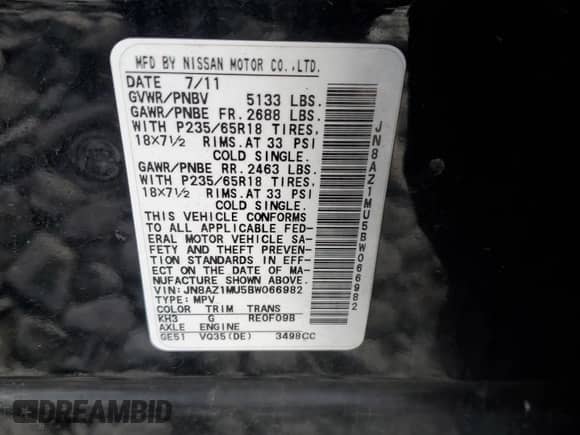 MFD BY NISSAN MOTOR CO.,LTD.
DATE 7/11
GVWR/PNBV 5133 LBS.
GAWR/PNBE FR. 2688 LBS.
WITH P235/65R18 TIRES,
18X7½ RIMS.AT 33 PSI
COLD SINGLE.
GAWR/PNBE RR. 2463 LBS.
WITH P235/65R18 TIRES,
18X7½ RIMS.AT 33 PSI
COLD SINGLE.
THIS VEHICLE CONFORMS
TO ALL APPLICABLE FED-
ERAL MOTOR VEHICLE SA-
FETY AND THEFT PREVEN-
TION STANDARDS IN EFFECT
ON THE DATE OF MA-
NUFACTURE SHOWN ABOVE.
VIN:JN8AZ1MU5BW066982
TYPE:MPV
COLOR TRIM TRANS
KH3 G RE0F09B
AXLE ENGINE
GE51 VQ35(DE) 3498CC
JN8AZ1MU5BW066982
DREAMBID